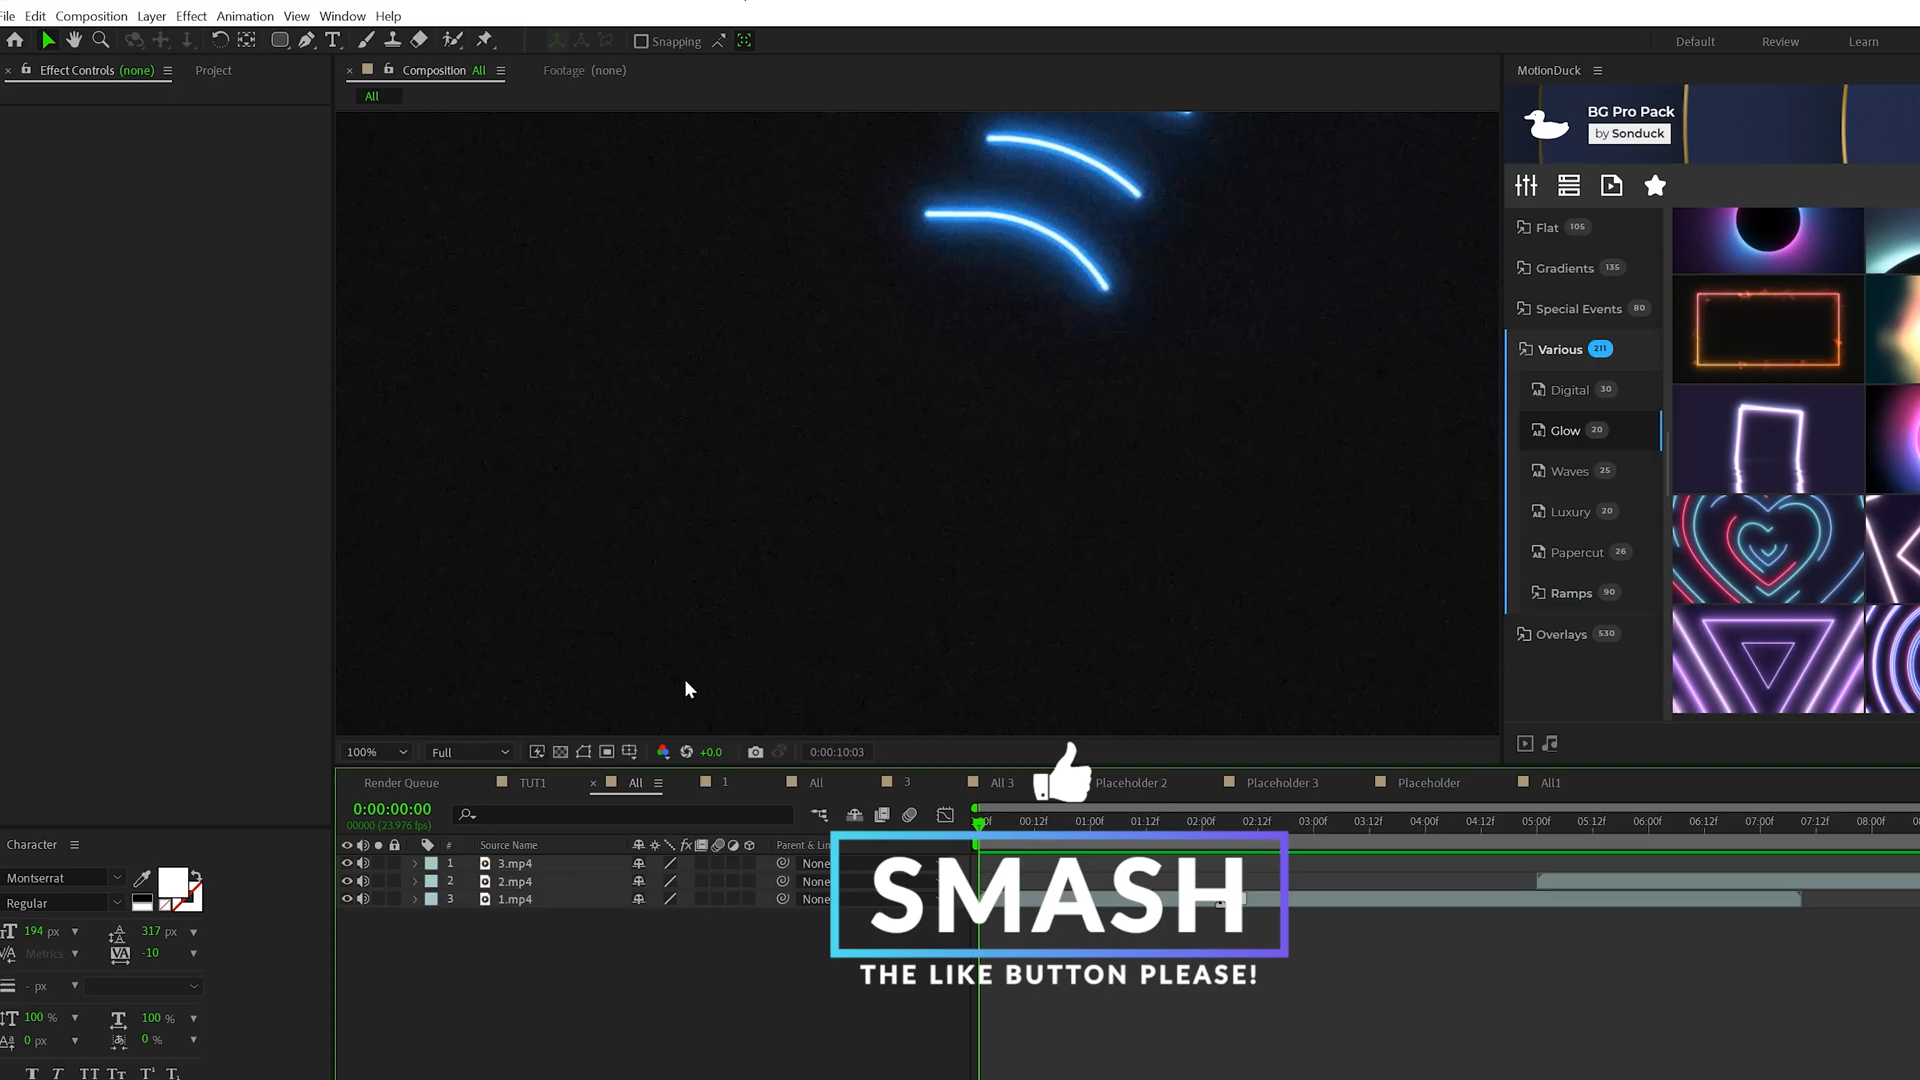 File Edit Composition Layer Effect Animation View Window Help
Snapping
Default Review Learn
Effect Controls (none) Project
Composition All Footage (none)
All
MotionDuck
BG Pro Pack
by Sonduck
Flat 105
Gradients 135
Special Events 80
Various 211
Digital 30
Glow 20
Waves 25
Luxury 20
Papercut 26
Ramps 90
Overlays 530
100% Full +0.0 0:00:10:03
Render Queue TUT1 All 1 All 3 All 3 Placeholder 2 Placeholder 3 Placeholder All1
0:00:00:00
00000 (23.976 fps)
00:12f 01:00f 01:12f 02:00f 02:12f 03:00f 03:12f 04:00f 04:12f 05:00f 05:12f 06:00f 06:12f 07:00f 07:12f 08:00f
# Source Name fx Parent & Lin
1 3.mp4 None
2 2.mp4 None
3 1.mp4 None
Character
Montserrat
Regular
194 px 317 px
Metrics -10
- px
100 % 100 %
0 px 0 %
SMASH
THE LIKE BUTTON PLEASE!